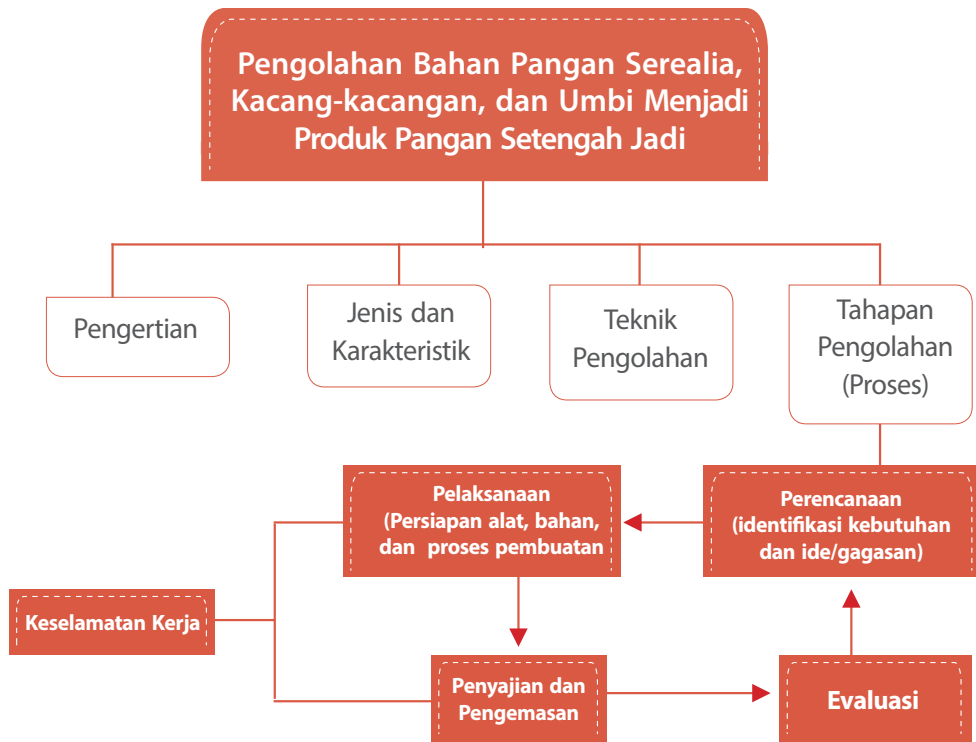 Pengolahan Bahan Pangan Serealia,
Kacang-kacangan, dan Umbi Menjadi
Produk Pangan Setengah Jadi
Pengertian
Jenis dan
Karakteristik
Teknik
Pengolahan
Tahapan
Pengolahan
(Proses)
Perencanaan
(identifikasi kebutuhan
dan ide/gagasan)
Pelaksanaan
(Persiapan alat, bahan,
dan proses pembuatan
Keselamatan Kerja
Penyajian dan
Pengemasan
Evaluasi